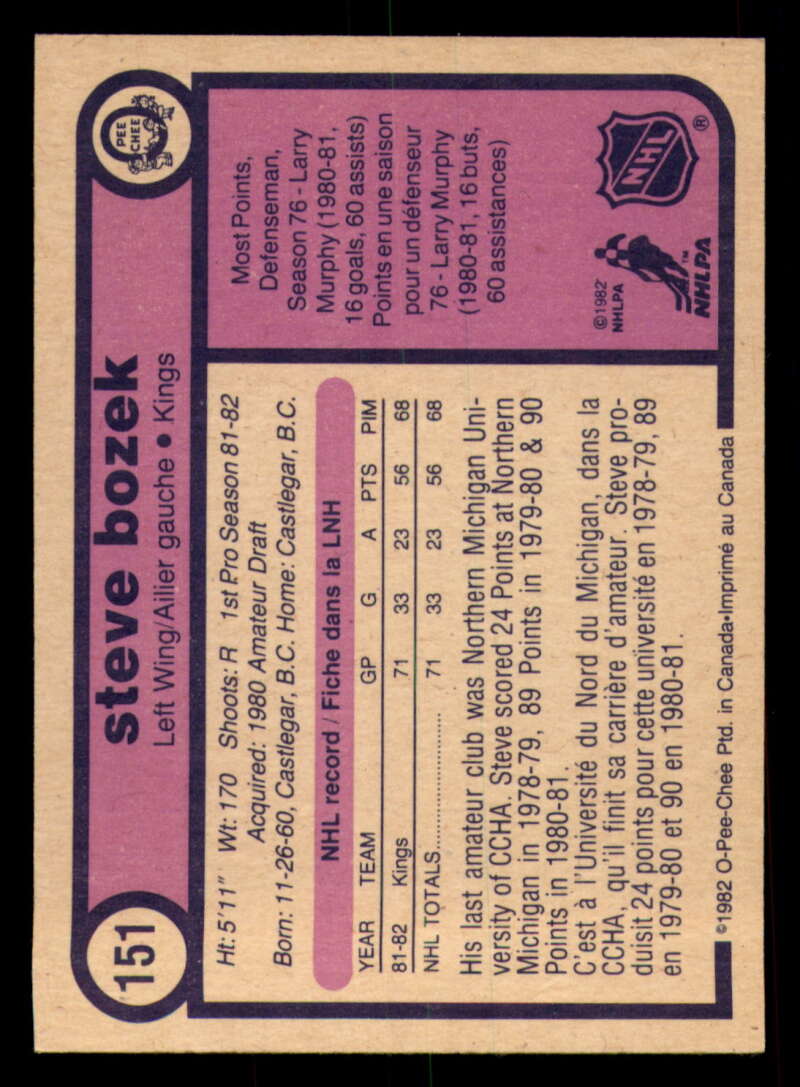 151
steve bozek
Left Wing/Ailier gauche • Kings
O
PEE
CHEE
Ht: 5'11" Wt: 170 Shoots: R 1st Pro Season 81-82
Acquired: 1980 Amateur Draft
Born: 11-26-60, Castlegar, B.C. Home: Castlegar, B.C.
NHL record / Fiche dans la LNH
YEAR TEAM GP G A PTS PIM
81-82 Kings 71 33 23 56 68
NHL TOTALS 71 33 23 56 68
His last amateur club was Northern Michigan Uni-
versity of CCHA. Steve scored 24 Points at Northern
Michigan in 1978-79, 89 Points in 1979-80 & 90
Points in 1980-81.
C'est à l'Université du Nord du Michigan, dans la
CCHA, qu'il finit sa carrière d'amateur. Steve pro-
duisit 24 points pour cette université en 1978-79, 89
en 1979-80 et 90 en 1980-81.
Most Points,
Defenseman,
Season 76 - Larry
Murphy (1980-81,
16 goals, 60 assists)
Points en une saison
pour un défenseur
76 - Larry Murphy
(1980-81, 16 buts,
60 assistances)
©1982
NHLPA
NHLPA™
NHL
®
©1982 O-Pee-Chee Ptd. in Canada•Imprimé au Canada